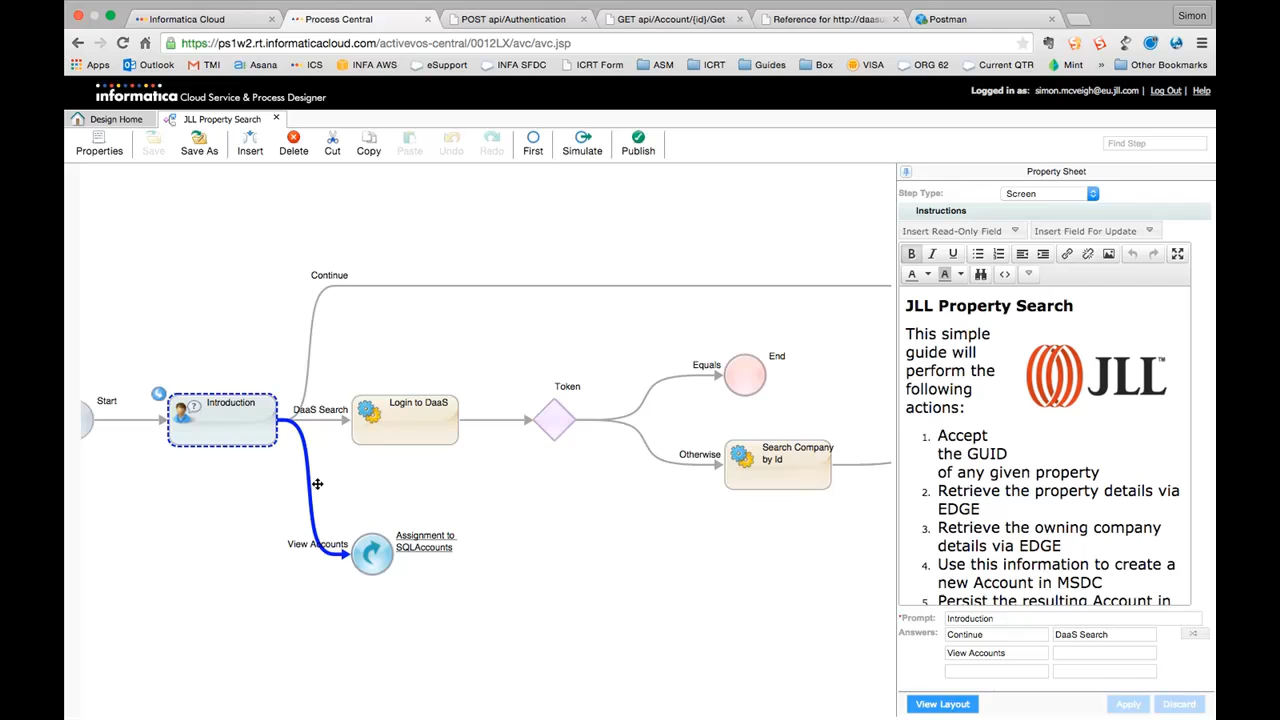 Informatica Cloud
Process Central
POST api/Authentication
GET api/Account/{id}/Get
Reference for http://daasu
Postman
Simon
https://ps1w2.rt.informaticacloud.com/activevos-central/0012LX/avc/avc.jsp
Apps
Outlook
TMI
Asana
ICS
INFA AWS
eSupport
INFA SFDC
ICRT Form
ASM
ICRT
Guides
Box
VISA
ORG 62
Current QTR
Mint
»
Other Bookmarks
informatica Cloud Service & Process Designer
Logged in as: simon.mcveigh@eu.jll.com | Log Out | Help
Design Home
JLL Property Search
Properties
Save
Save As
Insert
Delete
Cut
Copy
Paste
Undo
Redo
First
Simulate
Publish
Find Step
Continue
Start
Introduction
DaaS Search
Login to DaaS
Token
Equals
End
Otherwise
Search Company
by Id
View Accounts
Assignment to
SQLAccounts
Property Sheet
Step Type:
Screen
Instructions
Insert Read-Only Field
Insert Field For Update
B I U
A
A
JLL Property Search
This simple
guide will
perform the
following
actions:
JLL™
1. Accept
the GUID
of any given property
2. Retrieve the property details via
EDGE
3. Retrieve the owning company
details via EDGE
4. Use this information to create a
new Account in MSDC
5. Persist the resulting Account in
*Prompt: Introduction
Answers: Continue
DaaS Search
View Accounts
View Layout
Apply
Discard